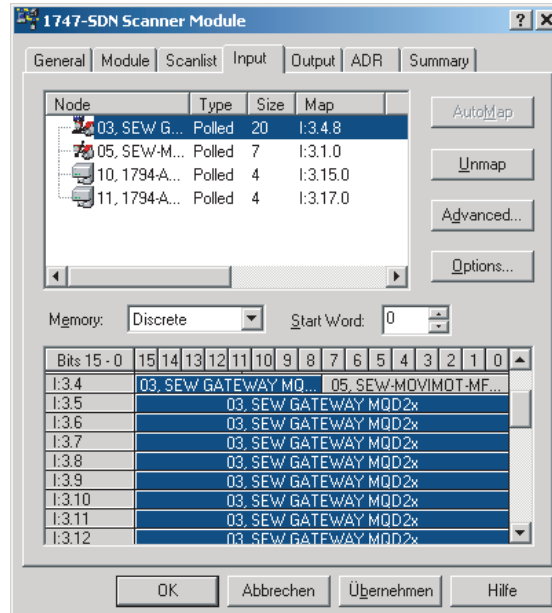 1747-SDN Scanner Module
General Module Scanlist Input Output ADR Summary
Node Type Size Map
03, SEW G... Polled 20 I:3.4.8
05, SEW-M... Polled 7 I:3.1.0
10, 1794-A... Polled 4 I:3.15.0
11, 1794-A... Polled 4 I:3.17.0
AutoMap
Unmap
Advanced...
Options...
Memory: Discrete Start Word: 0
Bits 15 - 0 15 14 13 12 11 10 9 8 7 6 5 4 3 2 1 0
I:3.4 03, SEW GATEWAY MQ... 05, SEW-MOVIMOT-MF...
I:3.5 03, SEW GATEWAY MQD2x
I:3.6 03, SEW GATEWAY MQD2x
I:3.7 03, SEW GATEWAY MQD2x
I:3.8 03, SEW GATEWAY MQD2x
I:3.9 03, SEW GATEWAY MQD2x
I:3.10 03, SEW GATEWAY MQD2x
I:3.11 03, SEW GATEWAY MQD2x
I:3.12 03, SEW GATEWAY MQD2x
OK Abbrechen Übernehmen Hilfe